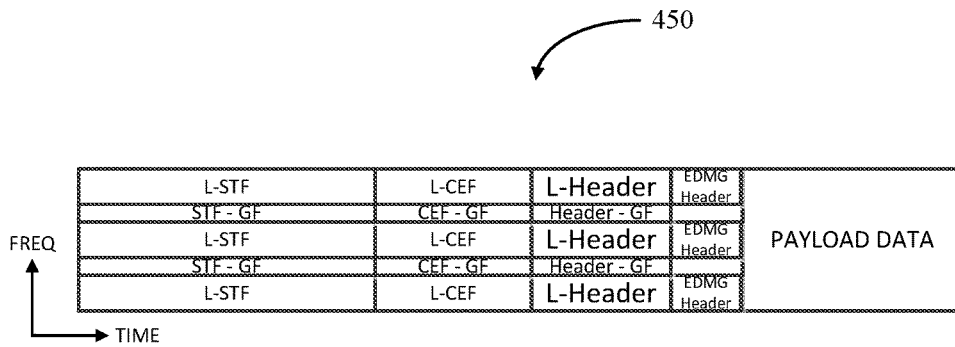 450
L-STF L-CEF L-Header EDMG Header
STF - GF CEF - GF Header - GF
L-STF L-CEF L-Header EDMG Header PAYLOAD DATA
FREQ
STF - GF CEF - GF Header - GF
L-STF L-CEF L-Header EDMG Header
TIME